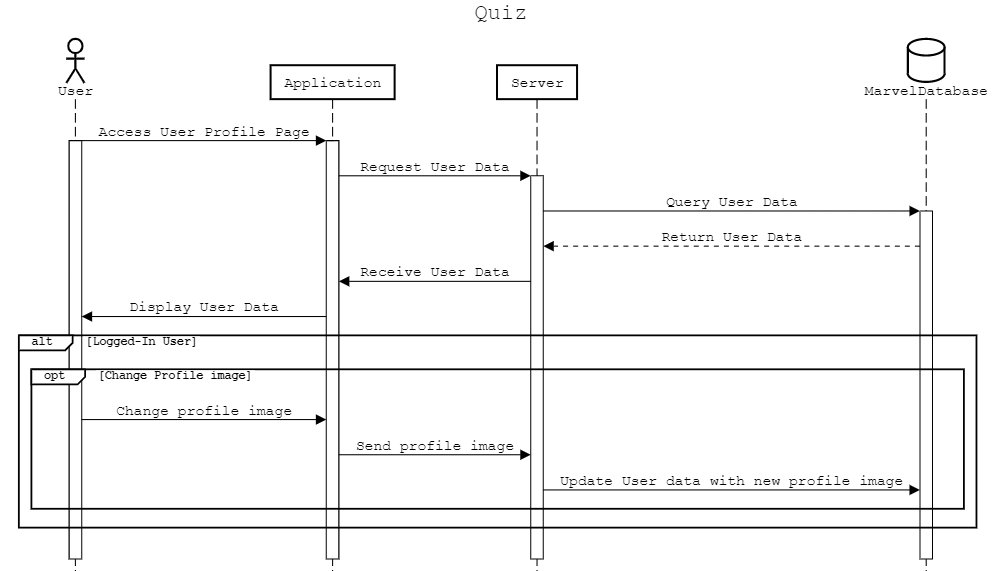 Quiz
User
Application
Server
MarvelDatabase
Access User Profile Page
Request User Data
Query User Data
Return User Data
Receive User Data
Display User Data
alt [Logged-In User]
opt [Change Profile image]
Change profile image
Send profile image
Update User data with new profile image